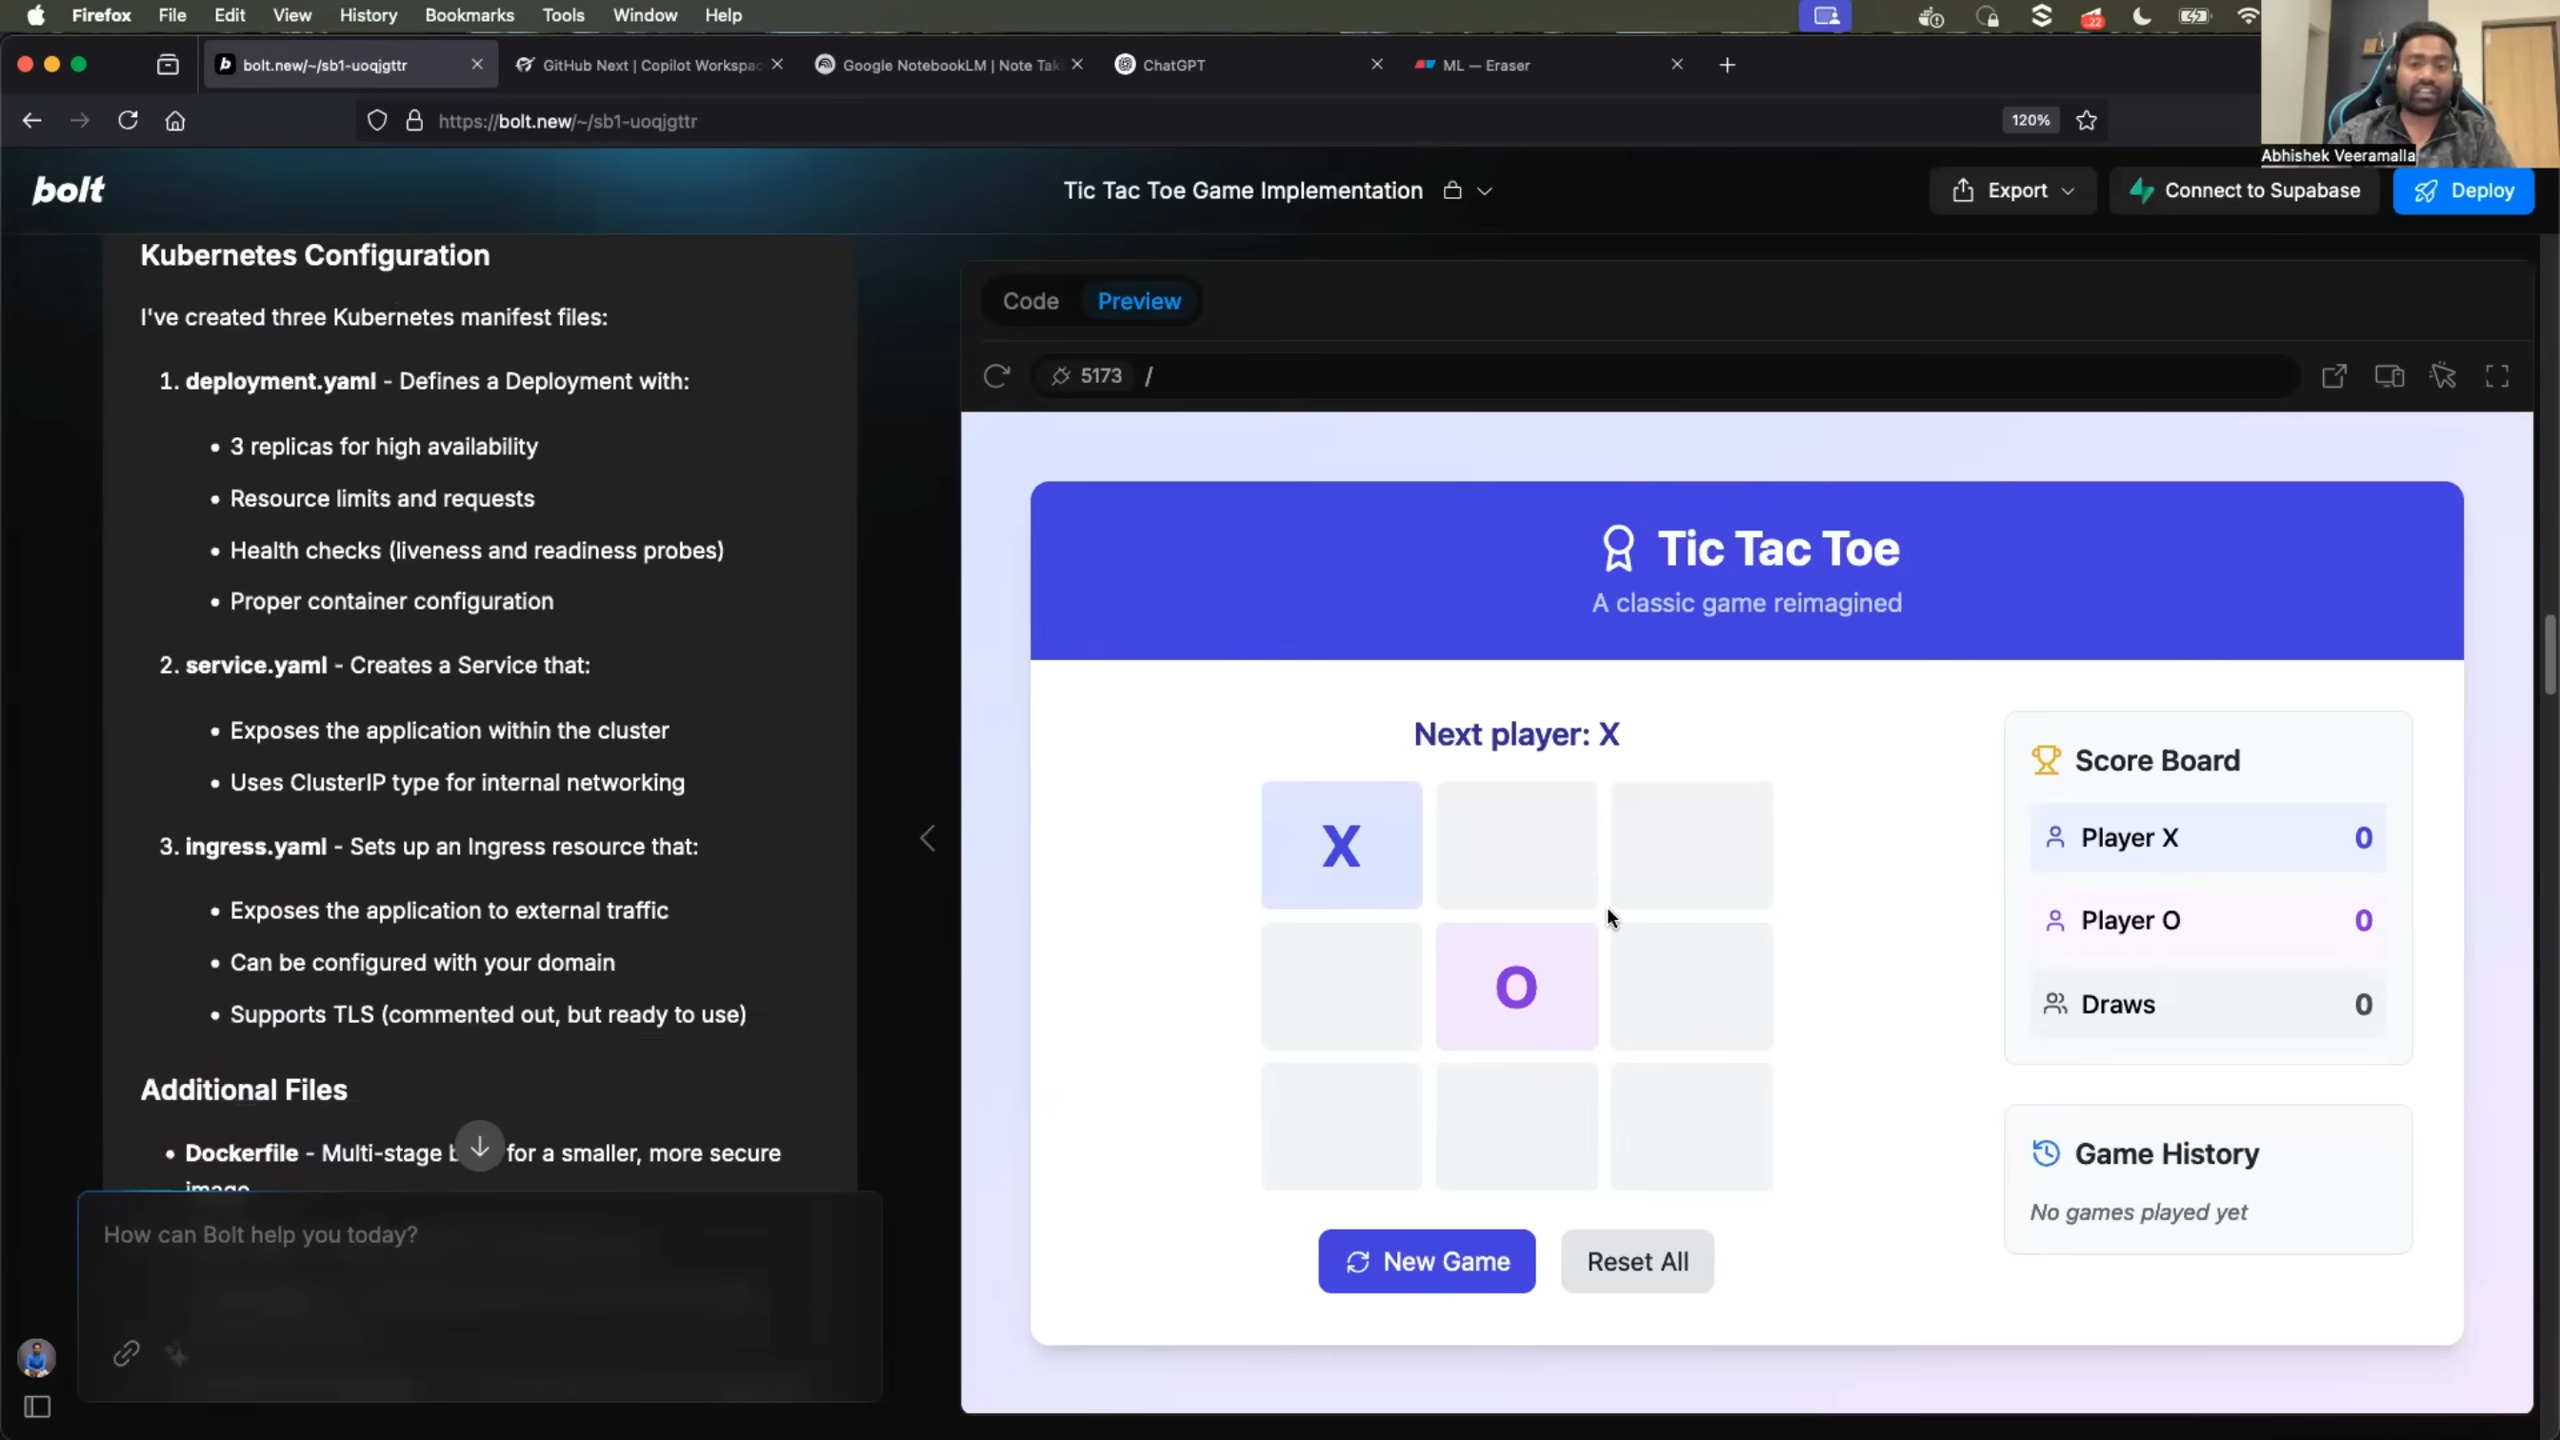 Firefox File Edit View History Bookmarks Tools Window Help
22
bolt.new/~/sb1-uoqjgttr
GitHub Next | Copilot Workspac
Google NotebookLM | Note Taki
ChatGPT
ML — Eraser
https://bolt.new/~/sb1-uoqjgttr
120%
Abhishek Veeramalla
bolt
Tic Tac Toe Game Implementation
Export
Connect to Supabase
Deploy
Kubernetes Configuration
I've created three Kubernetes manifest files:
1. deployment.yaml - Defines a Deployment with:
• 3 replicas for high availability
• Resource limits and requests
• Health checks (liveness and readiness probes)
• Proper container configuration
2. service.yaml - Creates a Service that:
• Exposes the application within the cluster
• Uses ClusterIP type for internal networking
3. ingress.yaml - Sets up an Ingress resource that:
• Exposes the application to external traffic
• Can be configured with your domain
• Supports TLS (commented out, but ready to use)
Additional Files
• Dockerfile - Multi-stage b for a smaller, more secure
image
How can Bolt help you today?
Code Preview
5173 /
Tic Tac Toe
A classic game reimagined
Next player: X
X
O
New Game
Reset All
Score Board
Player X 0
Player O 0
Draws 0
Game History
No games played yet